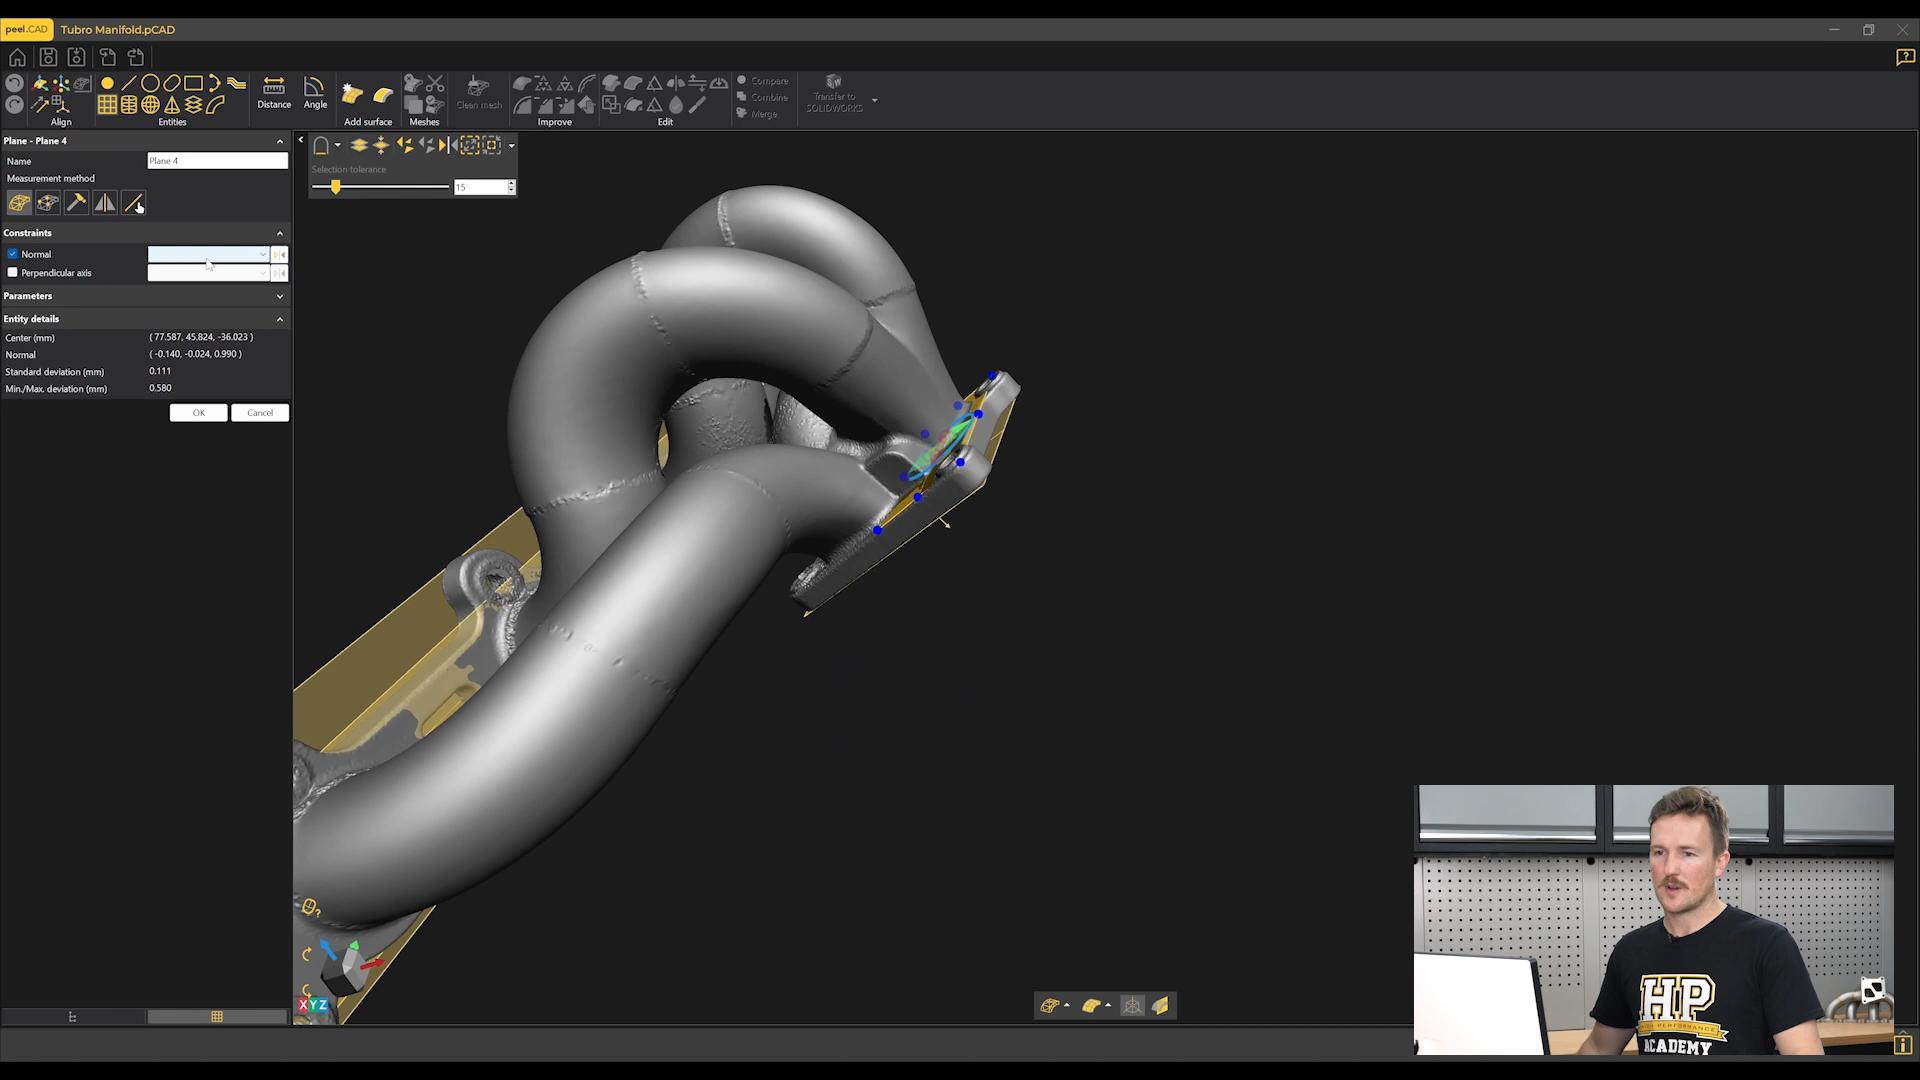 peel.CAD Tubro Manifold.pCAD
Align
Entities
Distance
Angle
Add surface
Meshes
Clean mesh
Improve
Edit
Compare
Combine
Merge
Transfer to
SOLIDWORKS
Plane - Plane 4
Name Plane 4
Measurement method
Constraints
Normal
Perpendicular axis
Parameters
Entity details
Center (mm) ( 77.587, 45.824, -36.023 )
Normal ( -0.140, -0.024, 0.990 )
Standard deviation (mm) 0.111
Min./Max. deviation (mm) 0.580
OK Cancel
Selection tolerance
15
XYZ
HP
HIGH PERFORMANCE
ACADEMY